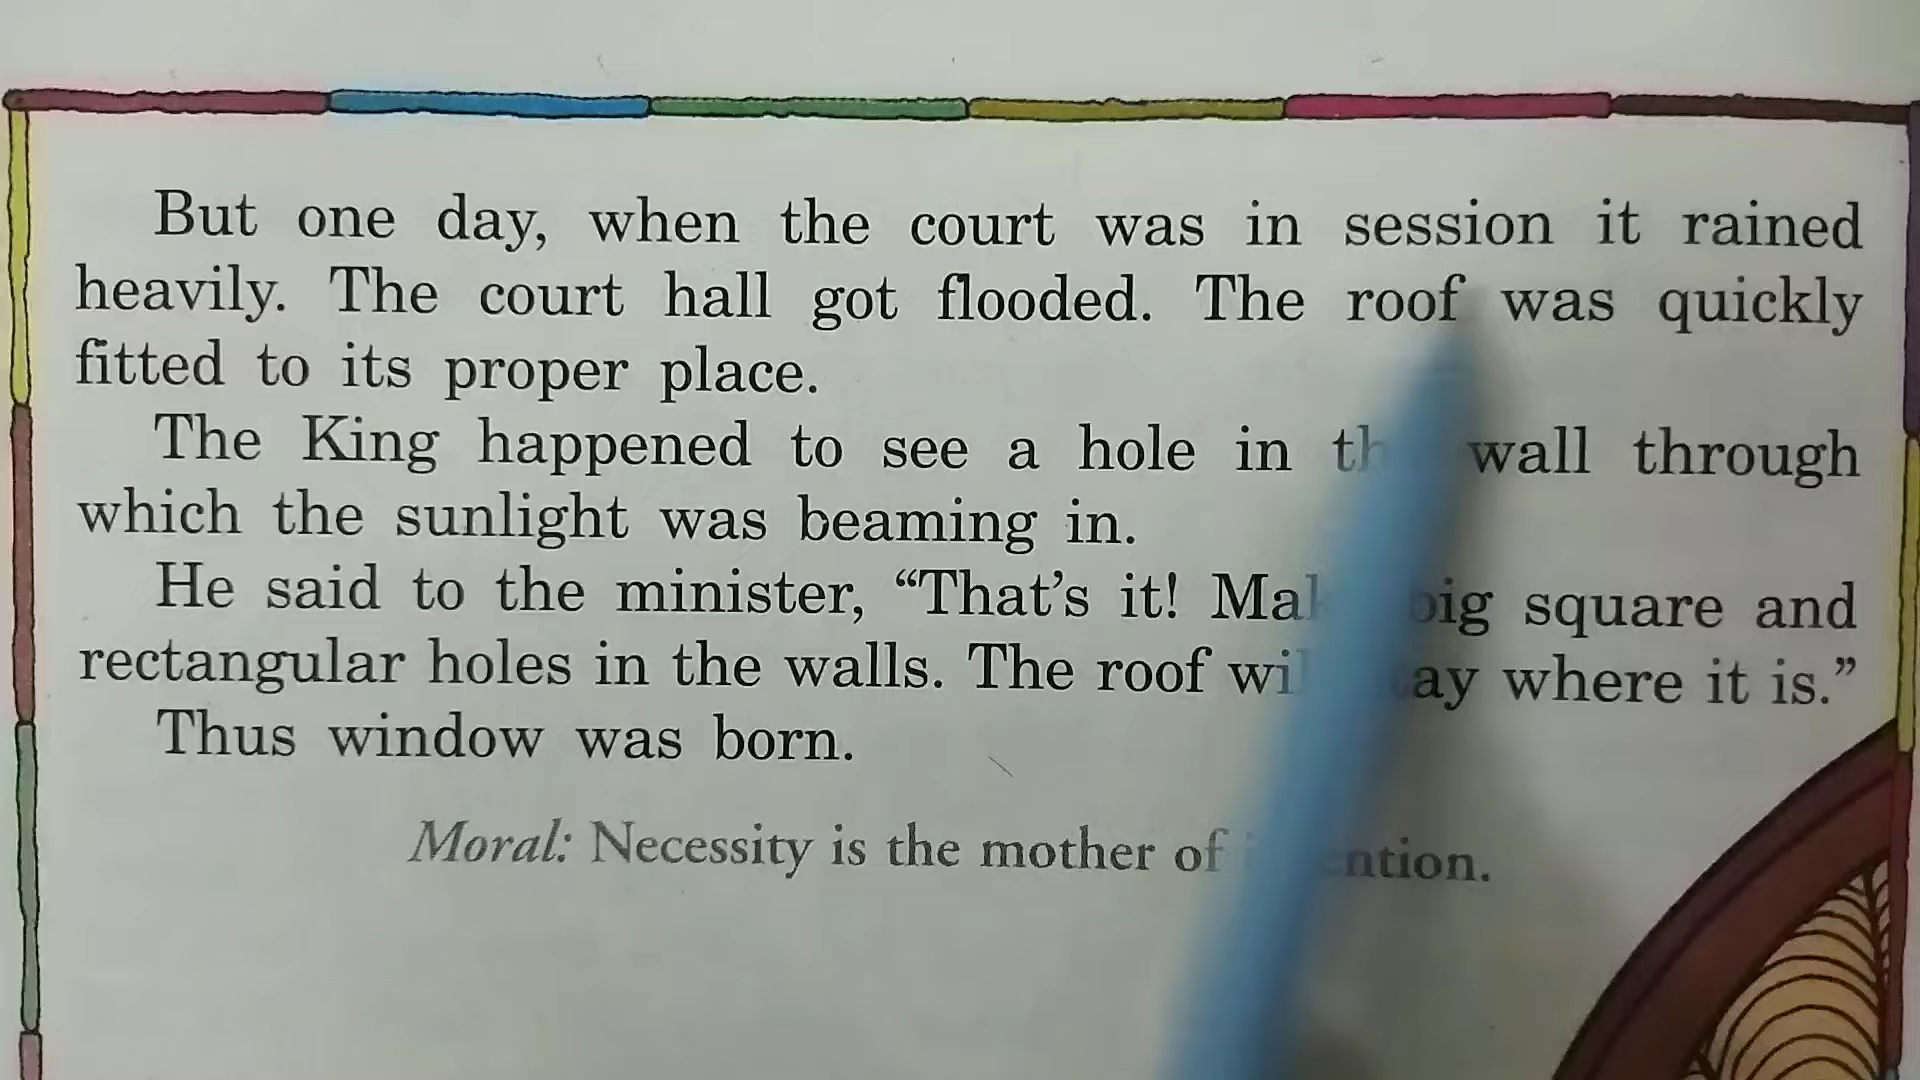 But one day, when the court was in session it rained
heavily. The court hall got flooded. The roof was quickly
fitted to its proper place.
The King happened to see a hole in wall through
which the sunlight was beaming in.
He said to the minister, “That’s it! big square and
rectangular holes in the walls. The roof where it is.”
Thus window was born.
Moral: Necessity is the mother of